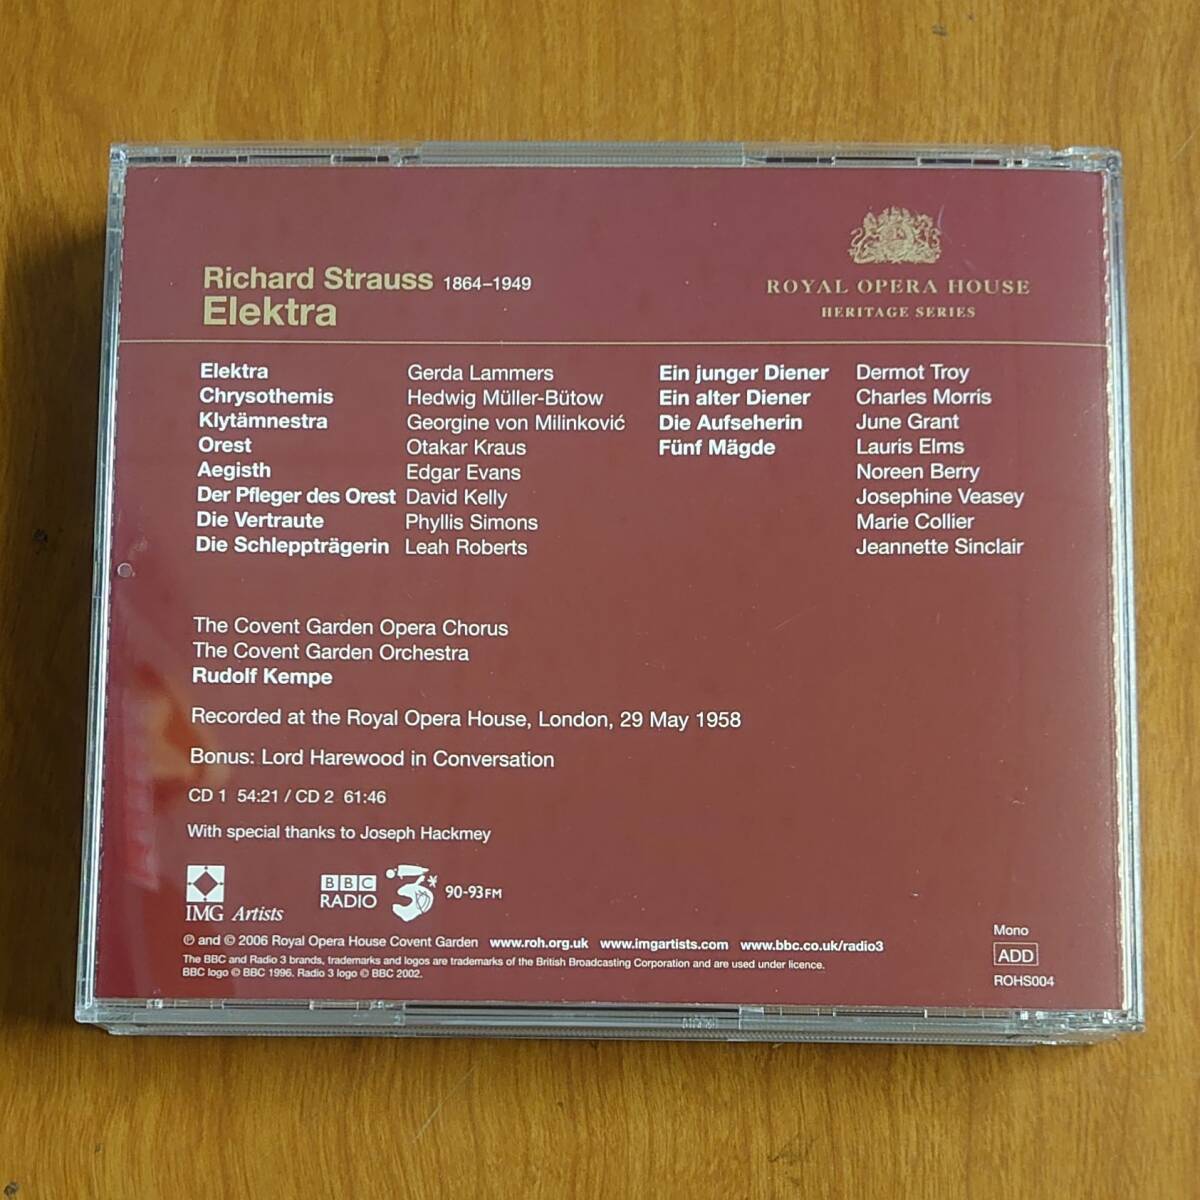 Richard Strauss 1864–1949
Elektra
ROYAL OPERA HOUSE
HERITAGE SERIES
Elektra Gerda Lammers
Chrysothemis Hedwig Müller-Bütow
Klytämnestra Georgine von Milinković
Orest Otakar Kraus
Aegisth Edgar Evans
Der Pfleger des Orest David Kelly
Die Vertraute Phyllis Simons
Die Schleppträgerin Leah Roberts
Ein junger Diener Dermot Troy
Ein alter Diener Charles Morris
Die Aufseherin June Grant
Fünf Mägde Lauris Elms
Noreen Berry
Josephine Veasey
Marie Collier
Jeannette Sinclair
The Covent Garden Opera Chorus
The Covent Garden Orchestra
Rudolf Kempe
Recorded at the Royal Opera House, London, 29 May 1958
Bonus: Lord Harewood in Conversation
CD 1 54:21 / CD 2 61:46
With special thanks to Joseph Hackmey
IMG Artists
BBC
RADIO 3 90-93FM
℗ and © 2006 Royal Opera House Covent Garden www.roh.org.uk www.imgartists.com www.bbc.co.uk/radio3
The BBC and Radio 3 brands, trademarks and logos are trademarks of the British Broadcasting Corporation and are used under licence.
BBC logo © BBC 1996. Radio 3 logo © BBC 2002.
Mono
ADD
ROHS004